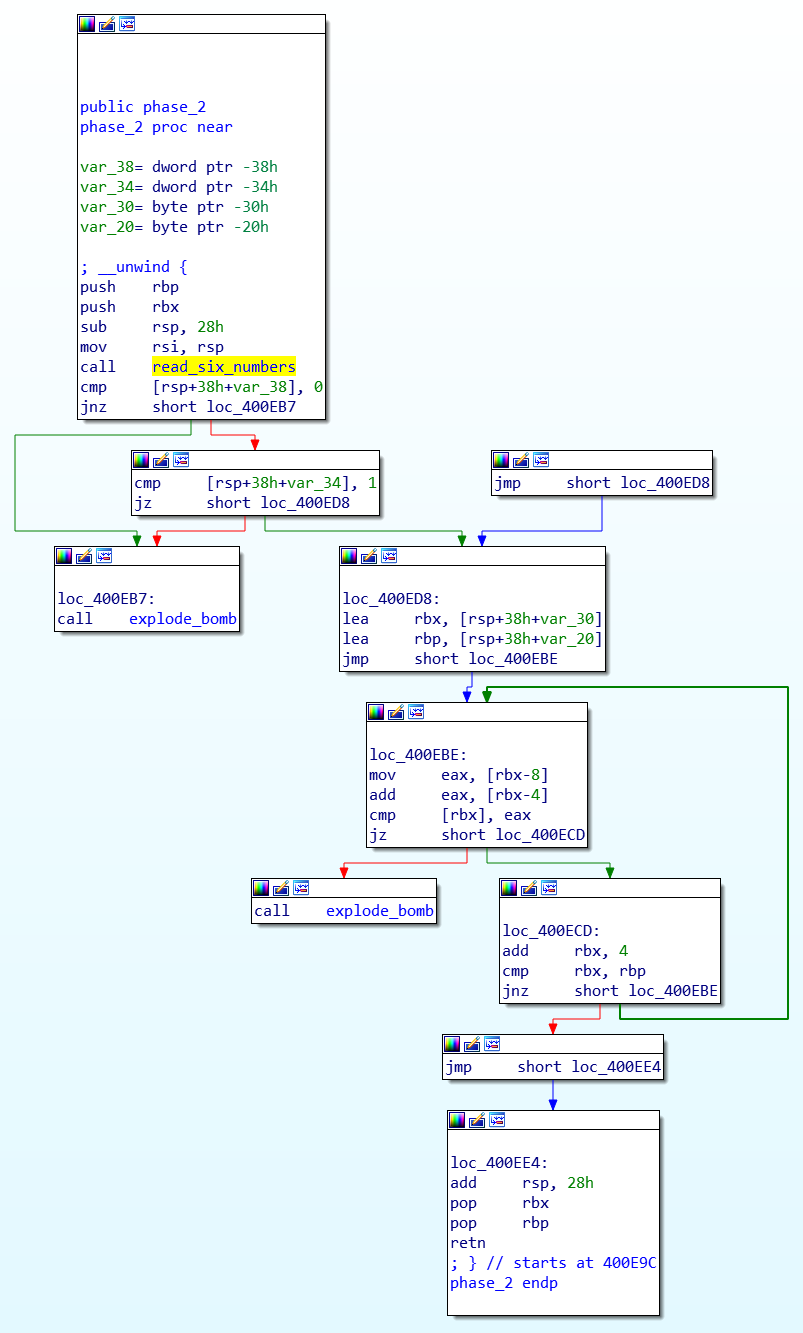 public phase_2
phase_2 proc near
var_38= dword ptr -38h
var_34= dword ptr -34h
var_30= byte ptr -30h
var_20= byte ptr -20h
; __unwind {
push rbp
push rbx
sub rsp, 28h
mov rsi, rsp
call read_six_numbers
cmp [rsp+38h+var_38], 0
jnz short loc_400EB7
cmp [rsp+38h+var_34], 1
jz short loc_400ED8
jmp short loc_400ED8
loc_400EB7:
call explode_bomb
loc_400ED8:
lea rbx, [rsp+38h+var_30]
lea rbp, [rsp+38h+var_20]
jmp short loc_400EBE
loc_400EBE:
mov eax, [rbx-8]
add eax, [rbx-4]
cmp [rbx], eax
jz short loc_400ECD
call explode_bomb
loc_400ECD:
add rbx, 4
cmp rbx, rbp
jnz short loc_400EBE
jmp short loc_400EE4
loc_400EE4:
add rsp, 28h
pop rbx
pop rbp
retn
; } // starts at 400E9C
phase_2 endp